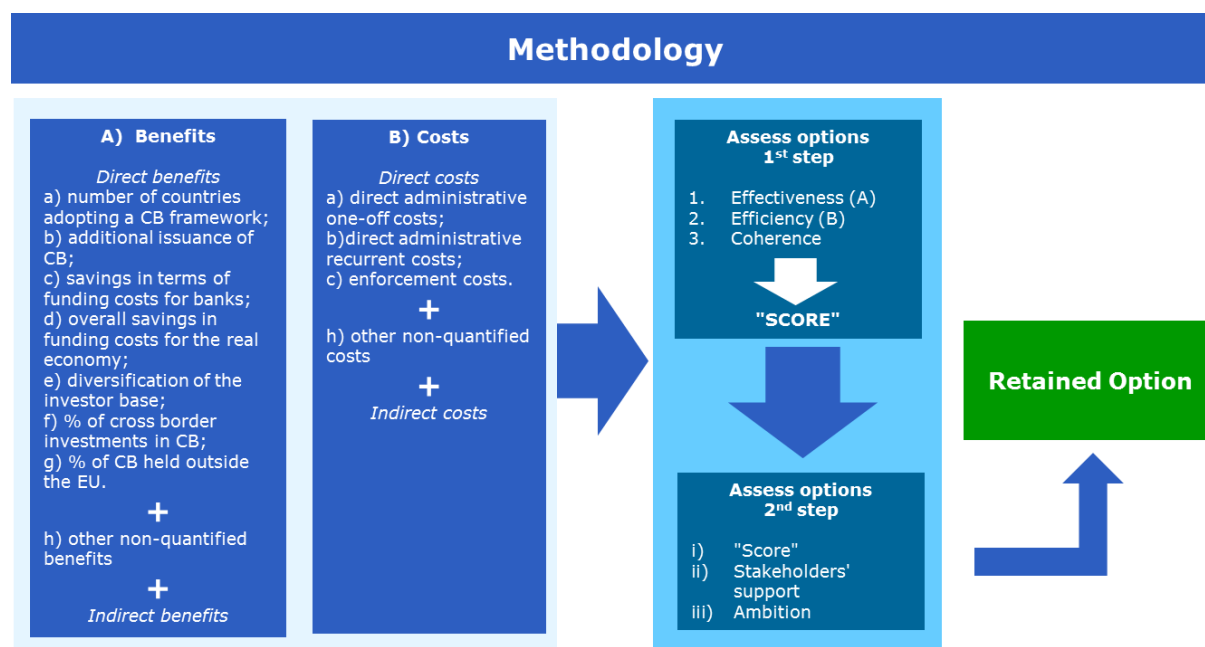 Methodology
A) Benefits
Direct benefits
a) number of countries
adopting a CB framework;
b) additional issuance of
CB;
c) savings in terms of
funding costs for banks;
d) overall savings in
funding costs for the real
economy;
e) diversification of the
investor base;
f) % of cross border
investments in CB;
g) % of CB held outside
the EU.
+
h) other non-quantified
benefits
+
Indirect benefits
B) Costs
Direct costs
a) direct administrative
one-off costs;
b)direct administrative
recurrent costs;
c) enforcement costs.
+
h) other non-quantified
costs
+
Indirect costs
Assess options
1st step
1. Effectiveness (A)
2. Efficiency (B)
3. Coherence
"SCORE"
Assess options
2nd step
i) "Score"
ii) Stakeholders'
support
iii) Ambition
Retained Option